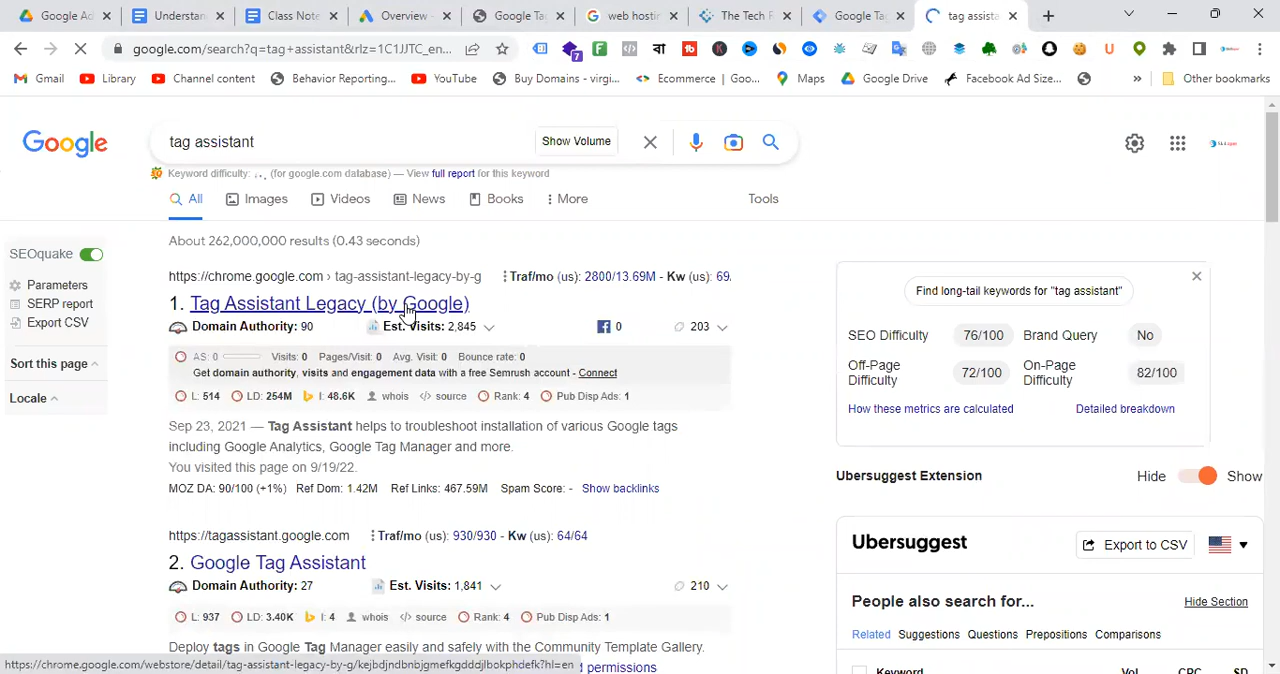 Google Ad
Understan
Class Note
Overview -
Google Ta
web hosti
The Tech R
Google Ta
tag assista
google.com/search?q=tag+assistant&rlz=1C1JJTC_en...
7
Gmail
Library
Channel content
Behavior Reporting...
YouTube
Buy Domains - virgi...
Ecommerce | Goo...
Maps
Google Drive
Facebook Ad Size...
»
Other bookmarks
Google
tag assistant
Show Volume
Keyword difficulty: (for google.com database) — View full report for this keyword
All
Images
Videos
News
Books
More
Tools
SEOquake
Parameters
SERP report
Export CSV
Sort this page
Locale
About 262,000,000 results (0.43 seconds)
https://chrome.google.com › tag-assistant-legacy-by-g
Traf/mo (us): 2800/13.69M - Kw (us): 69.
1. Tag Assistant Legacy (by Google)
Domain Authority: 90
Est. Visits: 2,845
0
203
AS: 0
Visits: 0
Pages/Visit: 0
Avg. Visit: 0
Bounce rate: 0
Get domain authority, visits and engagement data with a free Semrush account - Connect
L: 514
LD: 254M
I: 48.6K
whois
source
Rank: 4
Pub Disp Ads: 1
Sep 23, 2021 — Tag Assistant helps to troubleshoot installation of various Google tags
including Google Analytics, Google Tag Manager and more.
You visited this page on 9/19/22.
MOZ DA: 90/100 (+1%) Ref Dom: 1.42M Ref Links: 467.59M Spam Score: - Show backlinks
https://tagassistant.google.com
Traf/mo (us): 930/930 - Kw (us): 64/64
2. Google Tag Assistant
Domain Authority: 27
Est. Visits: 1,841
210
L: 937
LD: 3.40K
I: 4
whois
source
Rank: 4
Pub Disp Ads: 1
Deploy tags in Google Tag Manager easily and safely with the Community Template Gallery.
d permissions
https://chrome.google.com/webstore/detail/tag-assistant-legacy-by-g/kejbdjndbnbjgmefkgdddjlbokphdefk?hl=en
Find long-tail keywords for "tag assistant"
SEO Difficulty
76/100
Brand Query
No
Off-Page Difficulty
72/100
On-Page Difficulty
82/100
How these metrics are calculated
Detailed breakdown
Ubersuggest Extension
Hide
Show
Ubersuggest
Export to CSV
People also search for...
Hide Section
Related
Suggestions
Questions
Prepositions
Comparisons
Keyword
Vol
CPC
SD